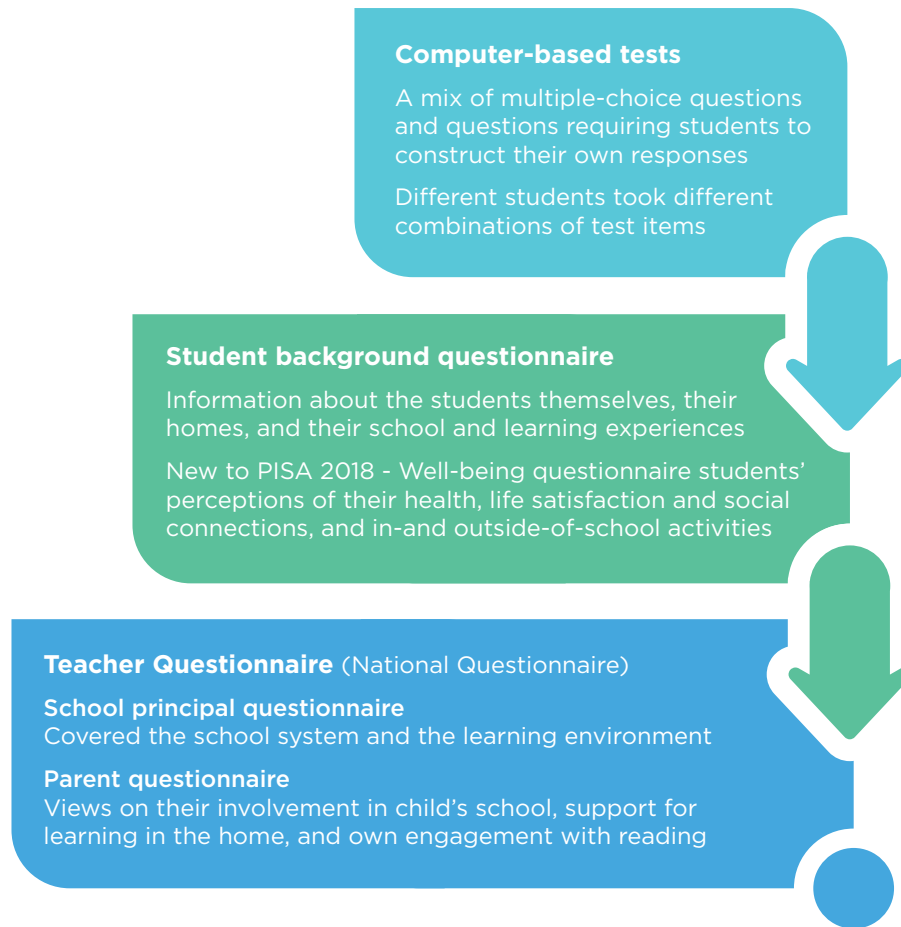 Computer-based tests
A mix of multiple-choice questions
and questions requiring students to
construct their own responses
Different students took different
combinations of test items
Student background questionnaire
Information about the students themselves, their
homes, and their school and learning experiences
New to PISA 2018 - Well-being questionnaire students’
perceptions of their health, life satisfaction and social
connections, and in-and outside-of-school activities
Teacher Questionnaire (National Questionnaire)
School principal questionnaire
Covered the school system and the learning environment
Parent questionnaire
Views on their involvement in child’s school, support for
learning in the home, and own engagement with reading